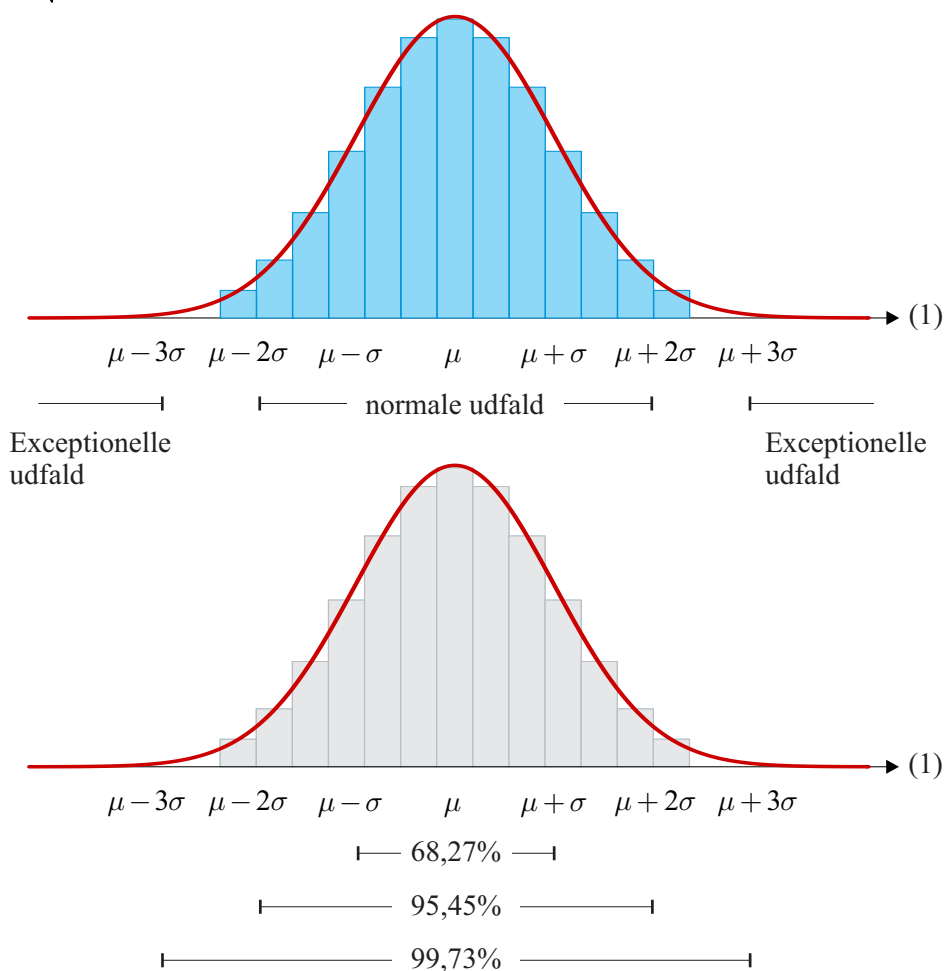 (1)
μ − 3σ μ − 2σ μ − σ μ μ + σ μ + 2σ μ + 3σ
normale udfald
Exceptionelle
udfald
Exceptionelle
udfald
(1)
μ − 3σ μ − 2σ μ − σ μ μ + σ μ + 2σ μ + 3σ
68,27%
95,45%
99,73%